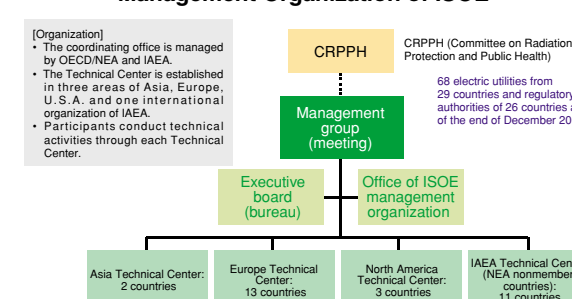 Management Organization of ISOE
[Organization]
• The coordinating office is managed
by OECD/NEA and IAEA.
• The Technical Center is established
in three areas of Asia, Europe,
U.S.A. and one international
organization of IAEA.
• Participants conduct technical
activities through each Technical
Center.
CRPPH
CRPPH (Committee on Radiation
Protection and Public Health)
68 electric utilities from
29 countries and regulatory
authorities of 26 countries
of the end of December
Management
group
(meeting)
Executive
board
(bureau)
Office of ISOE
management
organization
Asia Technical Center:
2 countries
Europe Technical
Center:
13 countries
North America
Technical Center:
3 countries
IAEA Technical
(NEA nonmember
countries):
11 countries